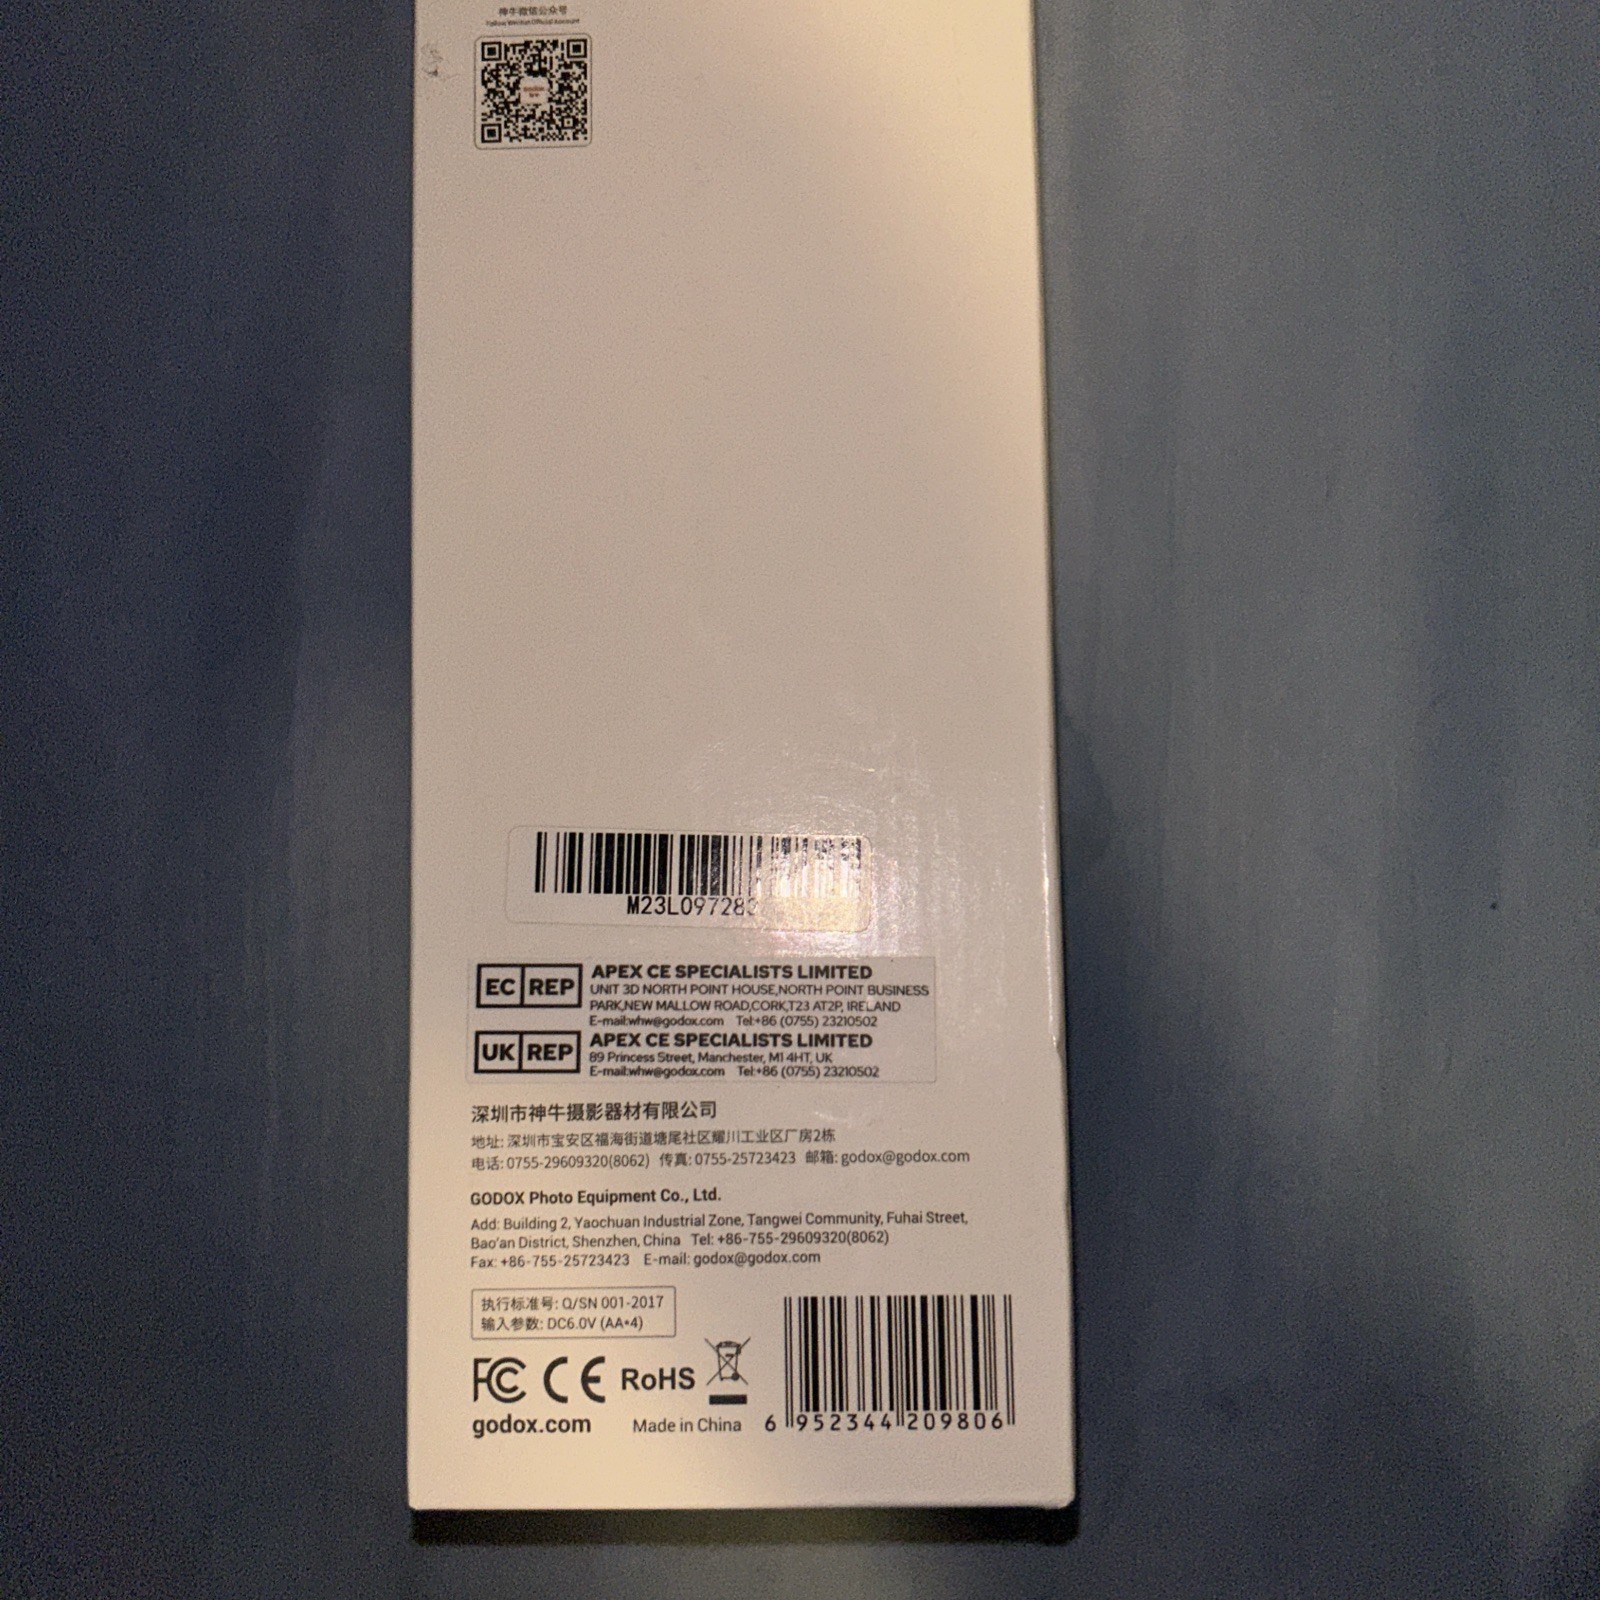 神牛微信公众号
Follow WeChat Official Account
EC REP
APEX CE SPECIALISTS LIMITED
UNIT 3D NORTH POINT HOUSE,NORTH POINT BUSINESS
PARK,NEW MALLOW ROAD,CORK,T23 AT2P, IRELAND
E-mail:whw@godox.com Tel:+86 (0755) 23210502
UK REP
APEX CE SPECIALISTS LIMITED
89 Princess Street, Manchester, M1 4HT, UK
E-mail:whw@godox.com Tel:+86 (0755) 23210502
深圳市神牛摄影器材有限公司
地址: 深圳市宝安区福海街道塘尾社区耀川工业区厂房2栋
电话: 0755-29609320(8062) 传真: 0755-25723423 邮箱: godox@godox.com
GODOX Photo Equipment Co., Ltd.
Add: Building 2, Yaochuan Industrial Zone, Tangwei Community, Fuhai Street,
Bao'an District, Shenzhen, China Tel: +86-755-29609320(8062)
Fax: +86-755-25723423 E-mail: godox@godox.com
执行标准号: Q/SN 001-2017
输入参数: DC6.0V (AA*4)
FC CE RoHS
godox.com Made in China
6 952344 209806